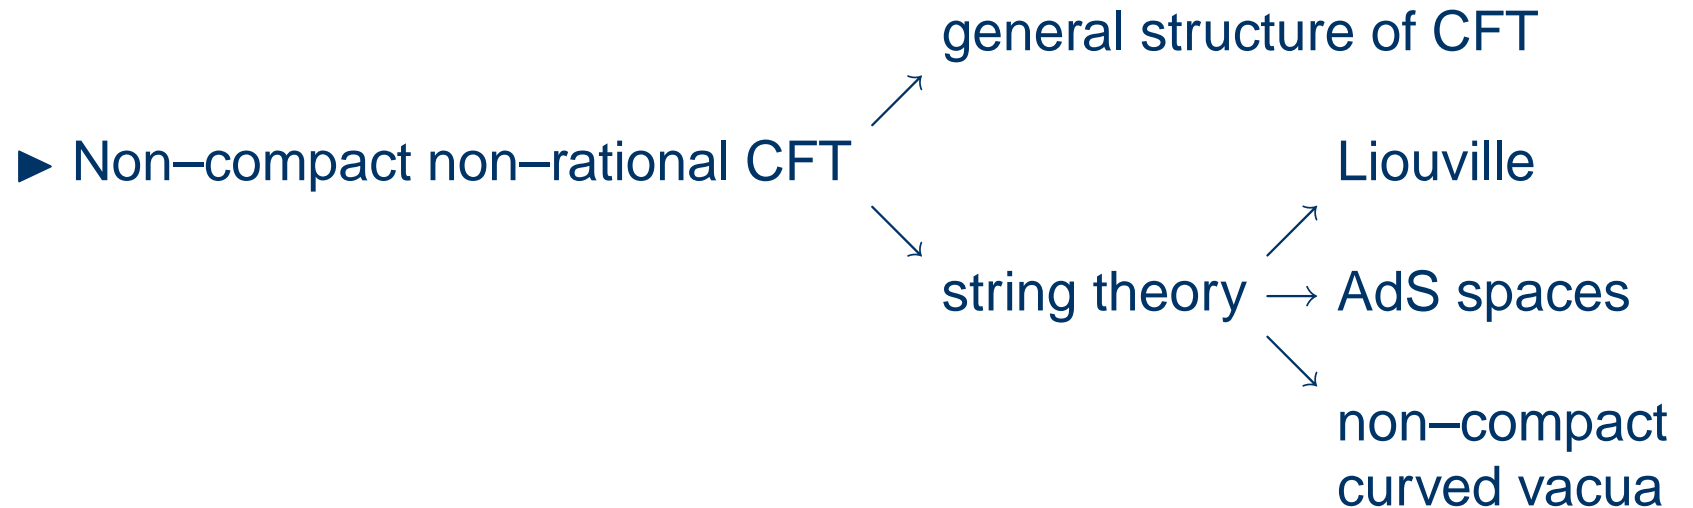 general structure of CFT
► Non–compact non–rational CFT
Liouville
string theory → AdS spaces
non–compact
curved vacua